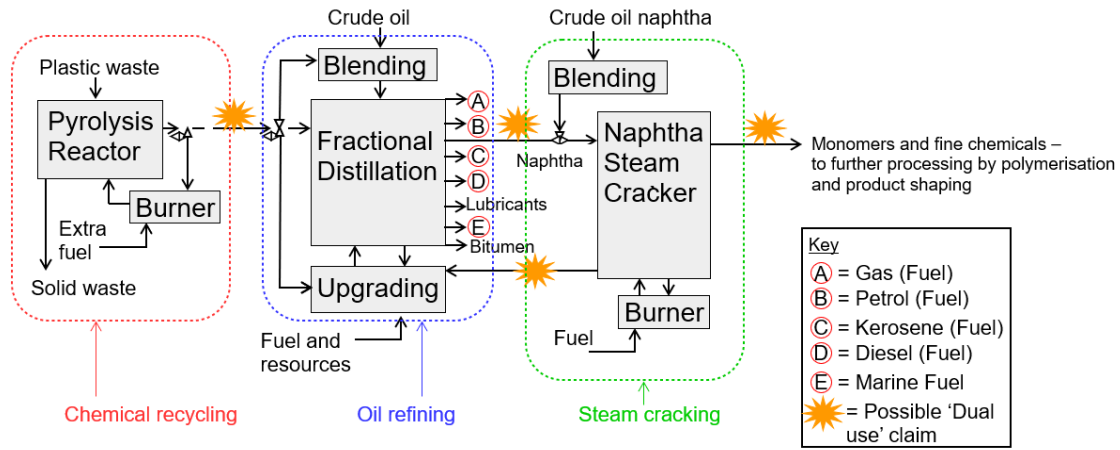 Crude oil
Crude oil naphtha
Plastic waste
Blending
Blending
Pyrolysis
Reactor
Fractional
Distillation
A
B
C
D
Lubricants
E
Bitumen
Naphtha
Naphtha
Steam
Cracker
Monomers and fine chemicals –
to further processing by polymerisation
and product shaping
Burner
Extra
fuel
Solid waste
Upgrading
Fuel and
resources
Burner
Fuel
Key
A = Gas (Fuel)
B = Petrol (Fuel)
C = Kerosene (Fuel)
D = Diesel (Fuel)
E = Marine Fuel
= Possible ‘Dual
use’ claim
Chemical recycling
Oil refining
Steam cracking